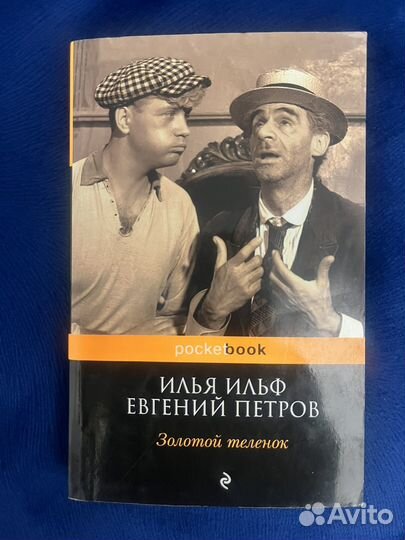 pocketbook
ИЛЬЯ ИЛЬФ
ЕВГЕНИЙ ПЕТРОВ
Золотой теленок
Avito